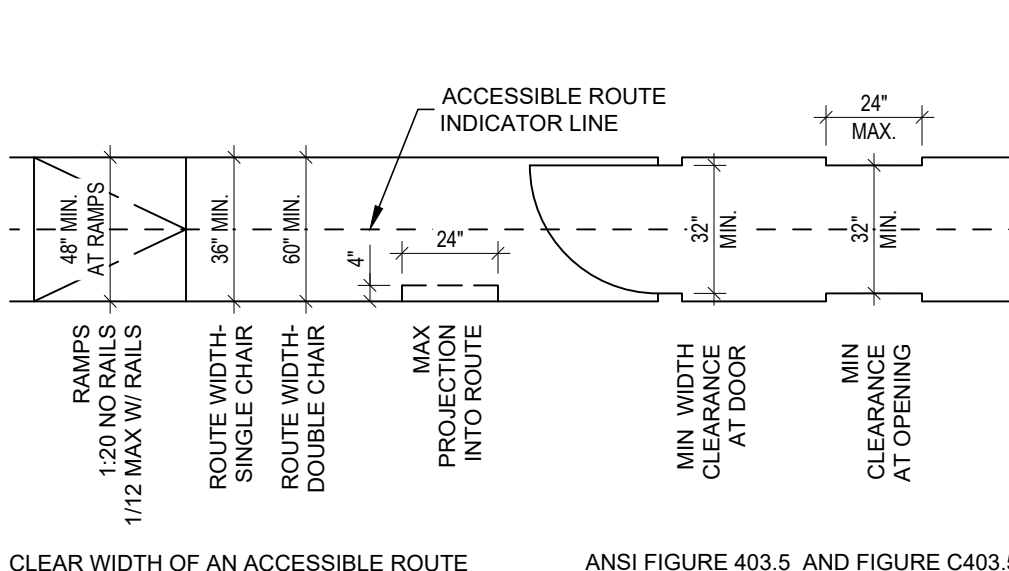 ACCESSIBLE ROUTE
INDICATOR LINE
24"
MAX.
48" MIN.
AT RAMPS
36" MIN.
60" MIN.
4"
24"
32"
MIN.
32"
MIN.
RAMPS
1:20 NO RAILS
1/12 MAX W/ RAILS
ROUTE WIDTH-
SINGLE CHAIR
ROUTE WIDTH-
DOUBLE CHAIR
MAX
PROJECTION
INTO ROUTE
MIN WIDTH
CLEARANCE
AT DOOR
MIN
CLEARANCE
AT OPENING
CLEAR WIDTH OF AN ACCESSIBLE ROUTE
ANSI FIGURE 403.5 AND FIGURE C403.5